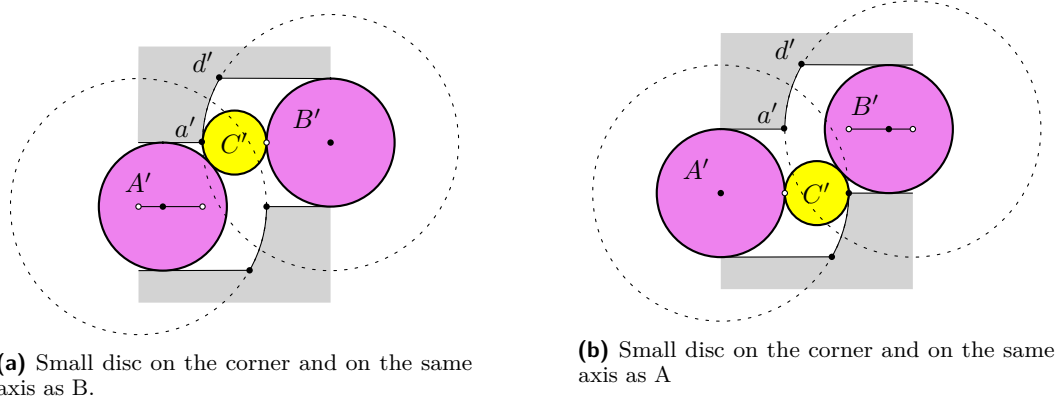 d′
a′
C′
B′
A′
(a) Small disc on the corner and on the same
axis as B.
d′
a′
B′
A′
C′
(b) Small disc on the corner and on the same
axis as A